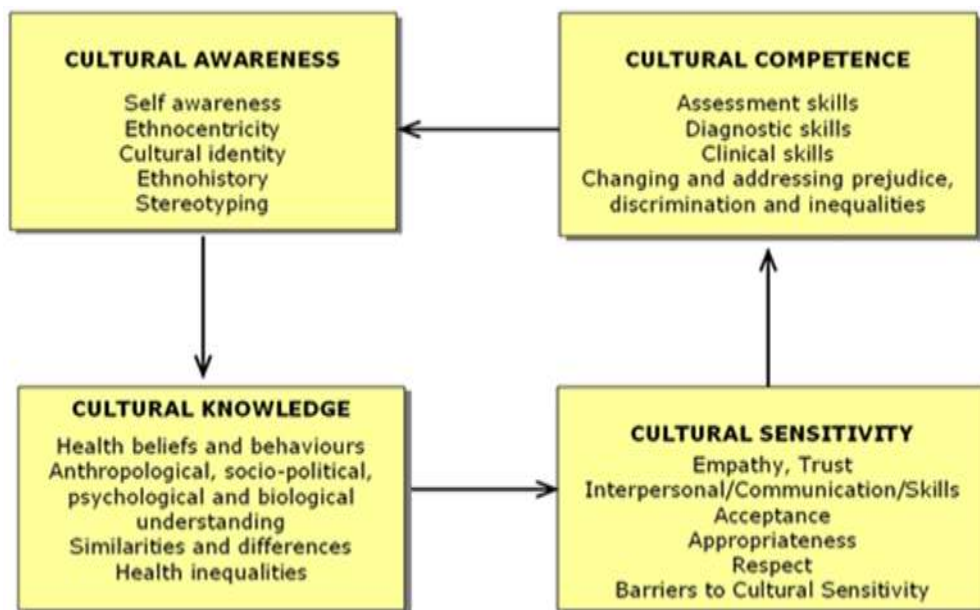 CULTURAL AWARENESS
Self awareness
Ethnocentricity
Cultural identity
Ethnohistory
Stereotyping
CULTURAL KNOWLEDGE
Health beliefs and behaviours
Anthropological, socio-political,
psychological and biological
understanding
Similarities and differences
Health inequalities
CULTURAL SENSITIVITY
Empathy, Trust
Interpersonal/Communication/Skills
Acceptance
Appropriateness
Respect
Barriers to Cultural Sensitivity
CULTURAL COMPETENCE
Assessment skills
Diagnostic skills
Clinical skills
Changing and addressing prejudice,
discrimination and inequalities